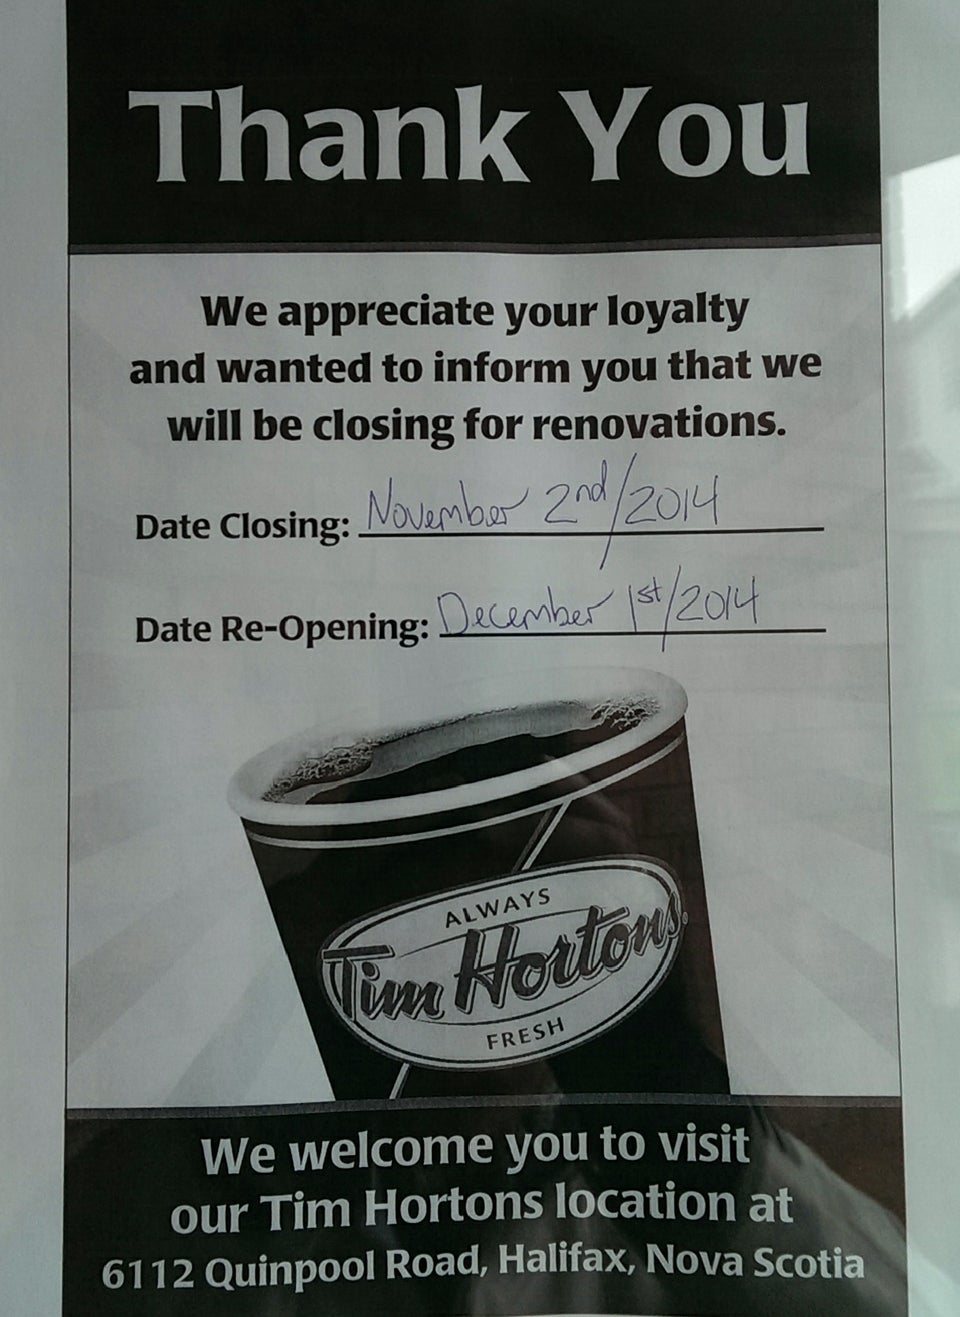 Thank You
We appreciate your loyalty
and wanted to inform you that we
will be closing for renovations.
Date Closing: November 2nd/2014
Date Re-Opening: December 1st/2014
ALWAYS
Tim Hortons®
FRESH
We welcome you to visit
our Tim Hortons location at
6112 Quinpool Road, Halifax, Nova Scotia